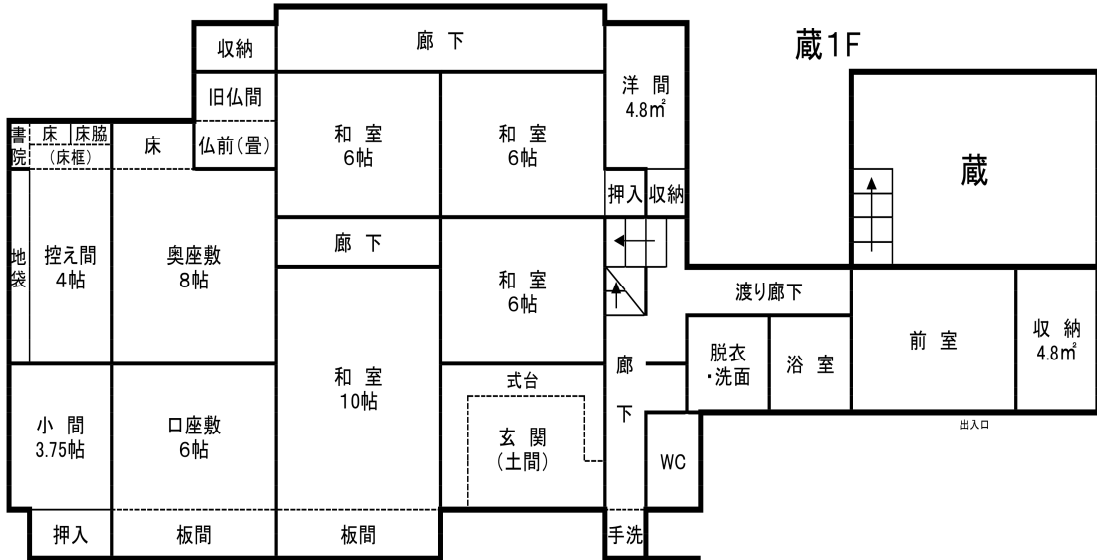 蔵1F
廊 下
収納
洋 間
4.8㎡
旧仏間
仏前(畳)
和 室
6帖
和 室
6帖
書院
床
床脇
(床框)
床
蔵
押入
収納
地袋
控え間
4帖
奥座敷
8帖
廊 下
和 室
6帖
渡り廊下
前 室
収 納
4.8㎡
脱衣
・洗面
浴 室
廊下
和 室
10帖
式台
玄 関
(土間)
小 間
3.75帖
口座敷
6帖
出入口
WC
押入
板間
板間
手洗